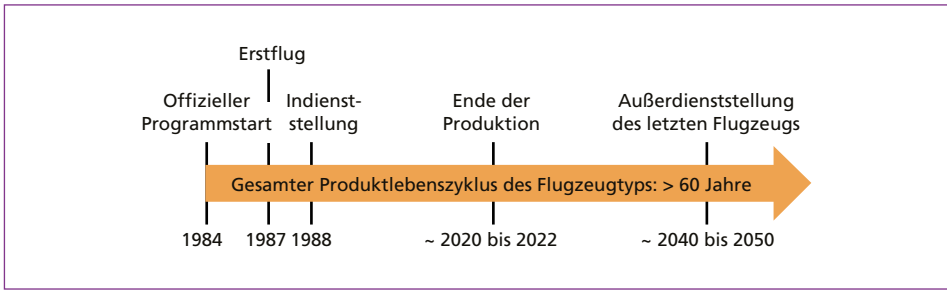 Erstflug
Offizieller
Programmstart
Indienst-
stellung
Ende der
Produktion
Außerdienststellung
des letzten Flugzeugs
Gesamter Produktlebenszyklus des Flugzeugtyps: > 60 Jahre
1984
1987
1988
~ 2020 bis 2022
~ 2040 bis 2050